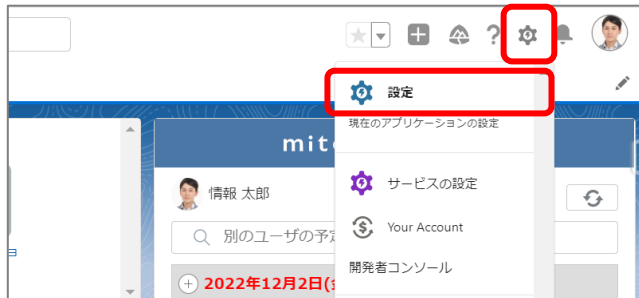 ?
設定
現在のアプリケーションの設定
mit
サービスの設定
情報 太郎
Your Account
別のユーザの予
開発者コンソール
2022年12月2日(